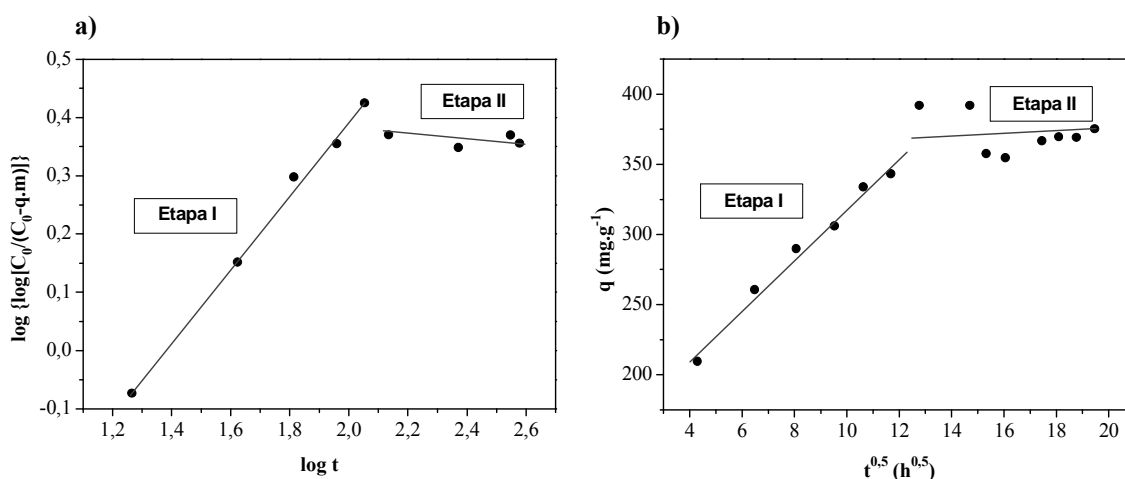 a)
0,5
0,4
0,3
0,2
0,1
0,0
-0,1
1,2 1,4 1,6 1,8 2,0 2,2 2,4 2,6
log t
log {log[C0/(C0-q.m)]}
Etapa I
Etapa II
b)
400
350
300
250
200
4 6 8 10 12 14 16 18 20
t^0,5 (h^0,5)
q (mg.g^-1)
Etapa I
Etapa II